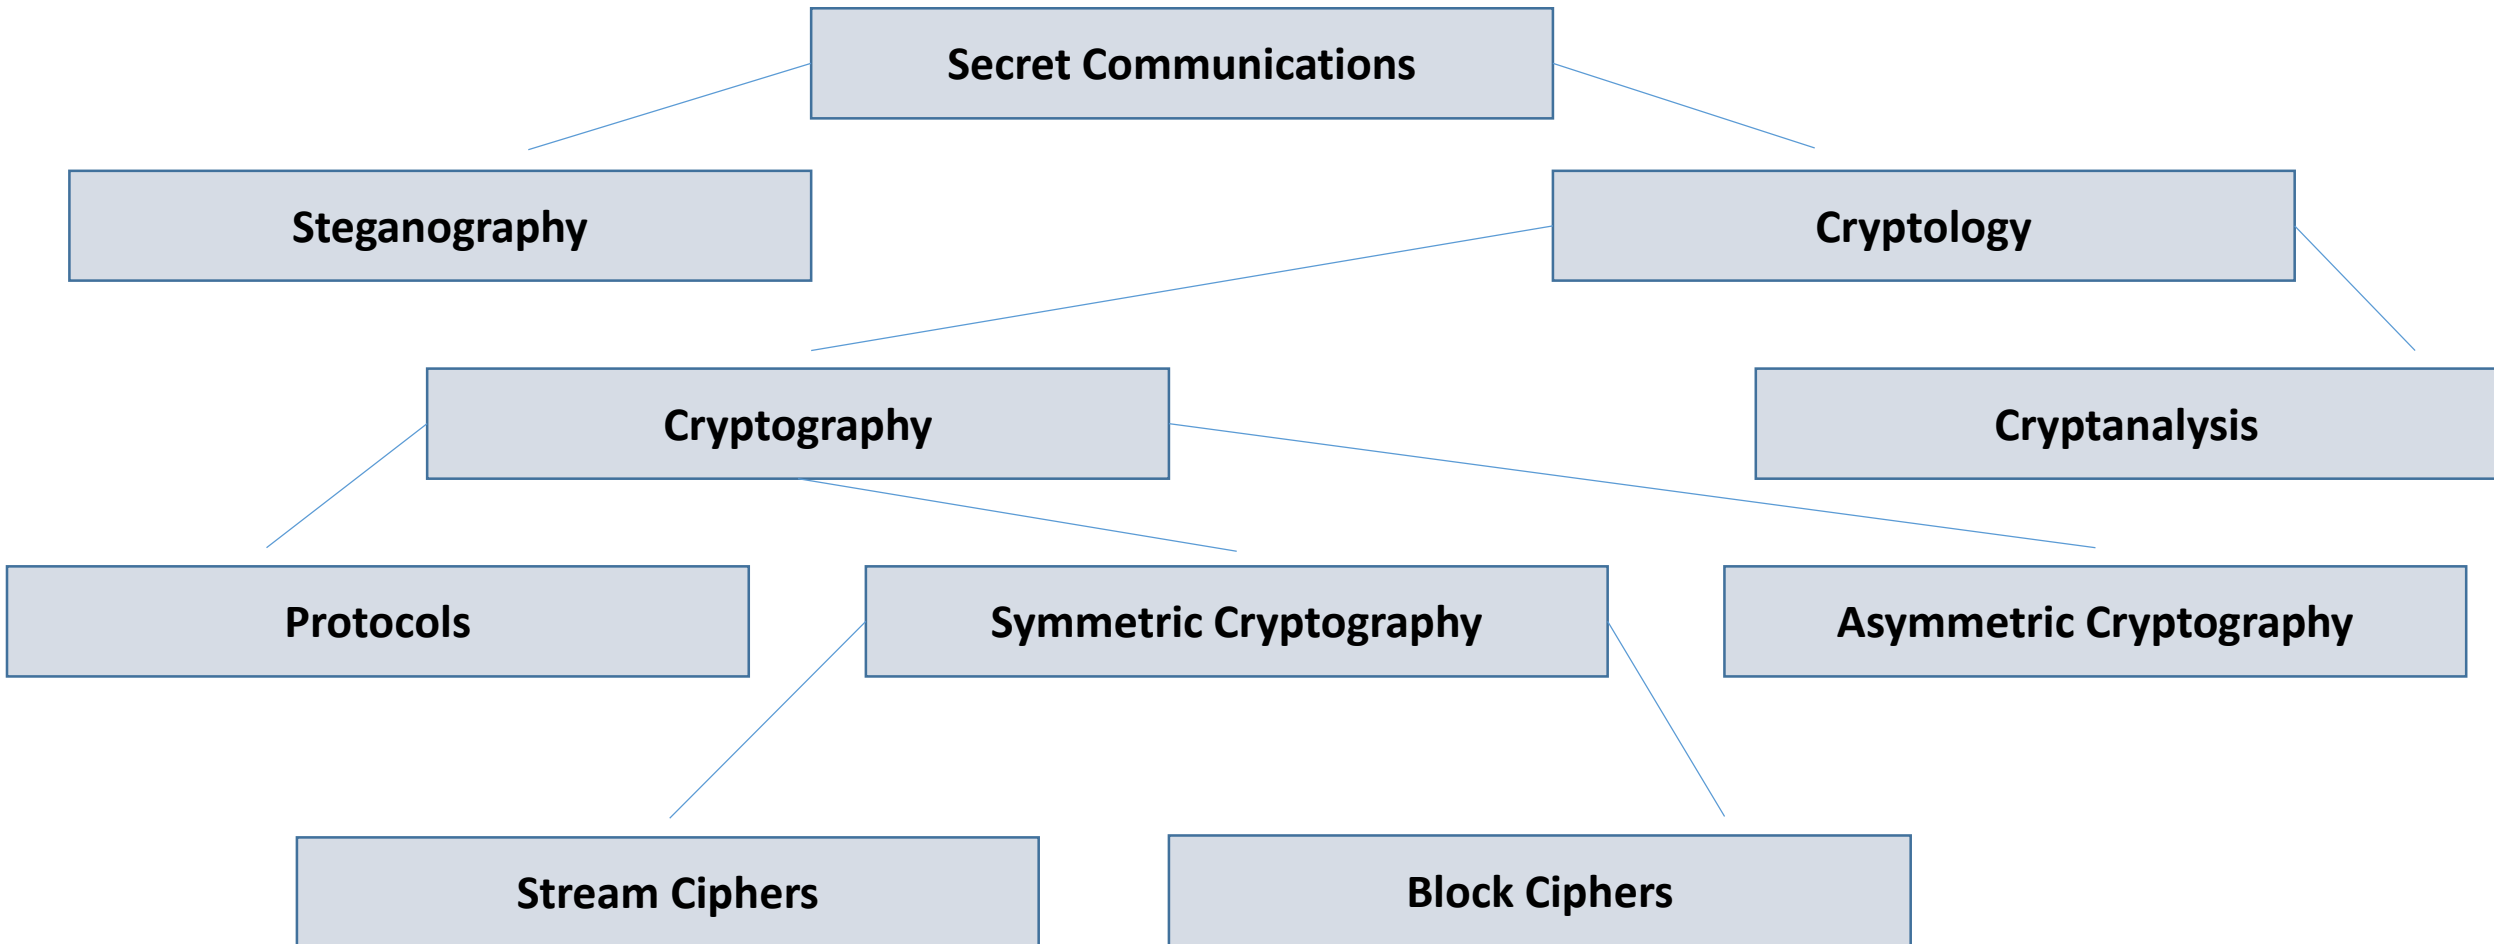 Secret Communications
Steganography
Cryptology
Cryptography
Cryptanalysis
Protocols
Symmetric Cryptography
Asymmetric Cryptography
Stream Ciphers
Block Ciphers